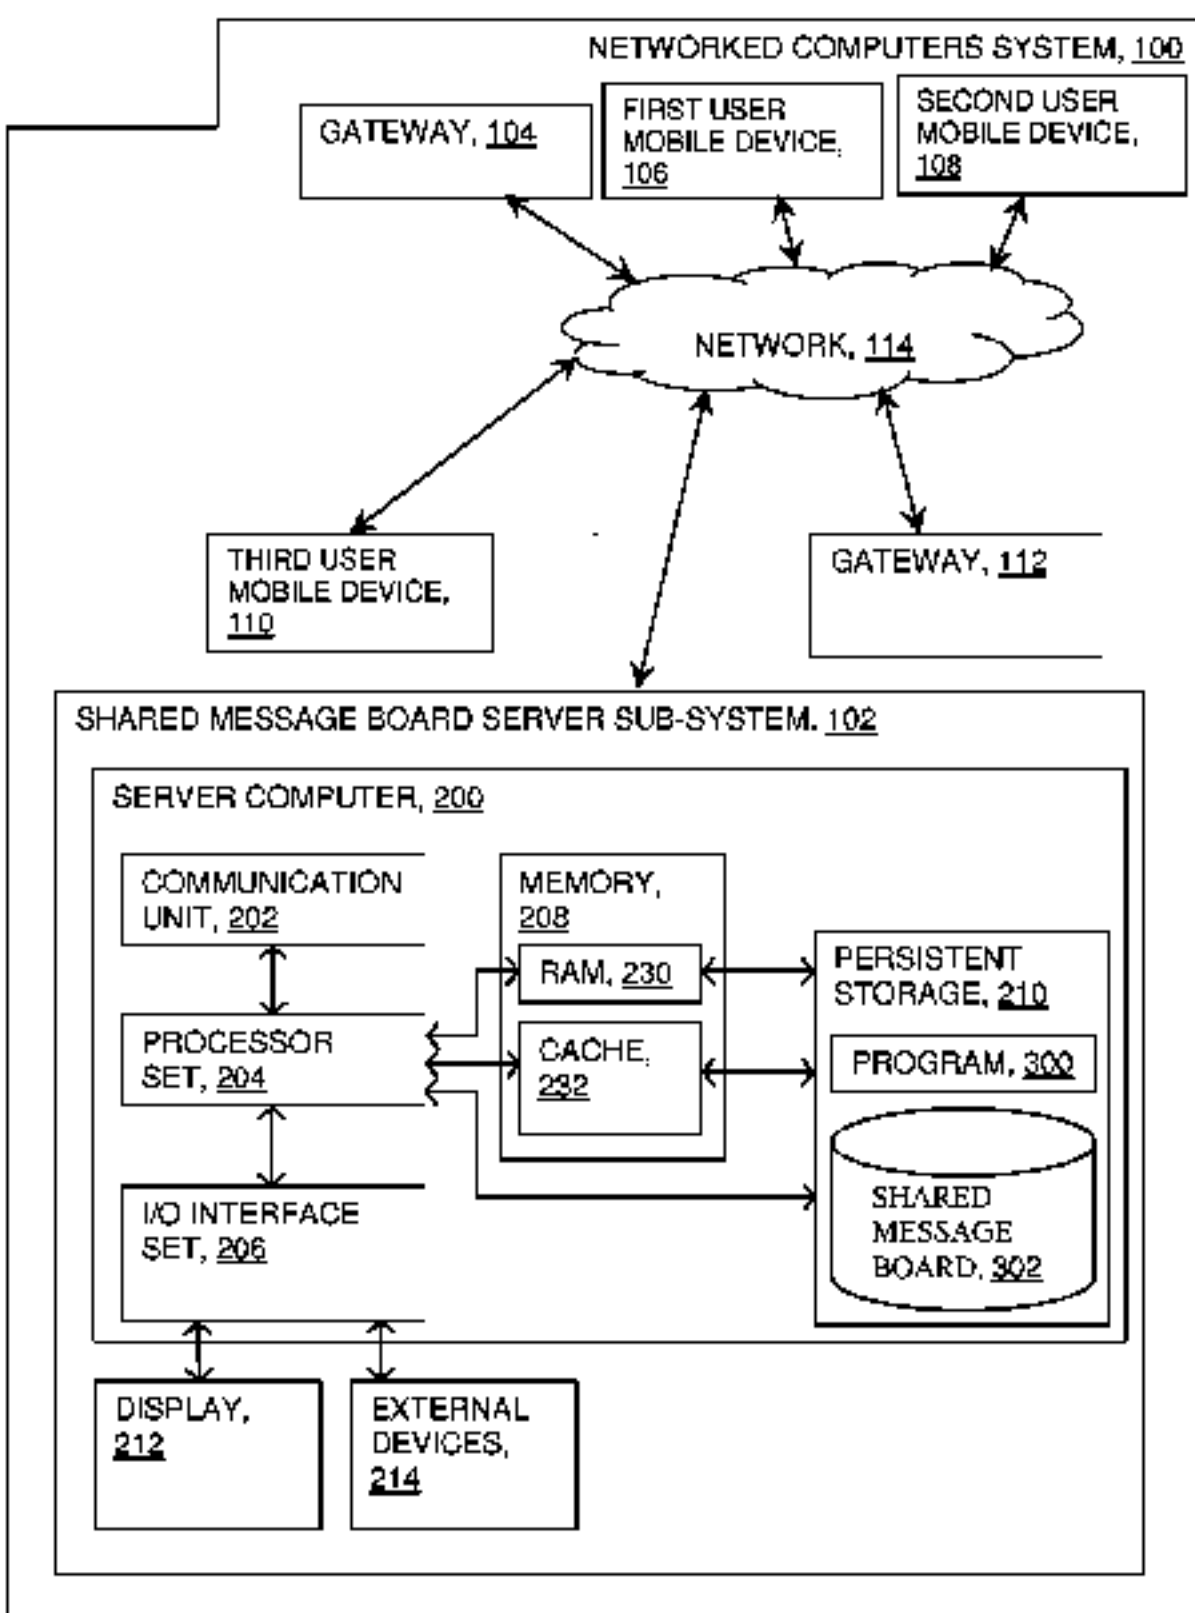 NETWORKED COMPUTERS SYSTEM, 100
GATEWAY, 104
FIRST USER
MOBILE DEVICE,
106
SECOND USER
MOBILE DEVICE,
108
NETWORK, 114
THIRD USER
MOBILE DEVICE,
110
GATEWAY, 112
SHARED MESSAGE BOARD SERVER SUB-SYSTEM. 102
SERVER COMPUTER, 200
COMMUNICATION
UNIT, 202
MEMORY,
208
RAM, 230
PERSISTENT
STORAGE, 210
PROCESSOR
SET, 204
CACHE,
232
PROGRAM, 300
I/O INTERFACE
SET, 206
SHARED
MESSAGE
BOARD, 302
DISPLAY,
212
EXTERNAL
DEVICES,
214